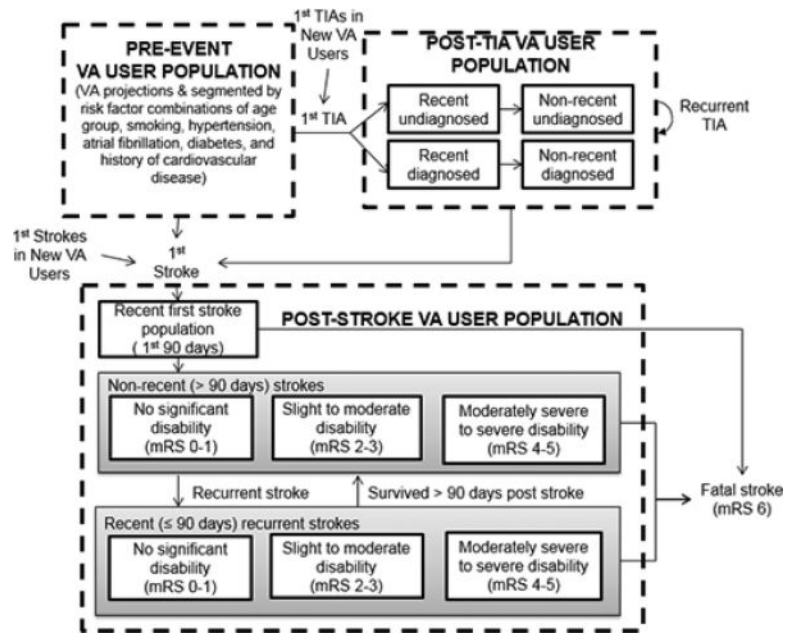 PRE-EVENT
VA USER POPULATION
(VA projections & segmented by
risk factor combinations of age
group, smoking, hypertension,
atrial fibrillation, diabetes, and
history of cardiovascular
disease)
1st TIAs in
New VA
Users
1st TIA
POST-TIA VA USER
POPULATION
Recent
undiagnosed
Non-recent
undiagnosed
Recent
diagnosed
Non-recent
diagnosed
Recurrent
TIA
1st Strokes
in New VA
Users
1st
Stroke
Recent first stroke
population
( 1st 90 days)
POST-STROKE VA USER POPULATION
Non-recent (> 90 days) strokes
No significant
disability
(mRS 0-1)
Slight to moderate
disability
(mRS 2-3)
Moderately severe
to severe disability
(mRS 4-5)
Recurrent stroke
Survived > 90 days post stroke
Fatal stroke
(mRS 6)
Recent (≤ 90 days) recurrent strokes
No significant
disability
(mRS 0-1)
Slight to moderate
disability
(mRS 2-3)
Moderately severe
to severe disability
(mRS 4-5)